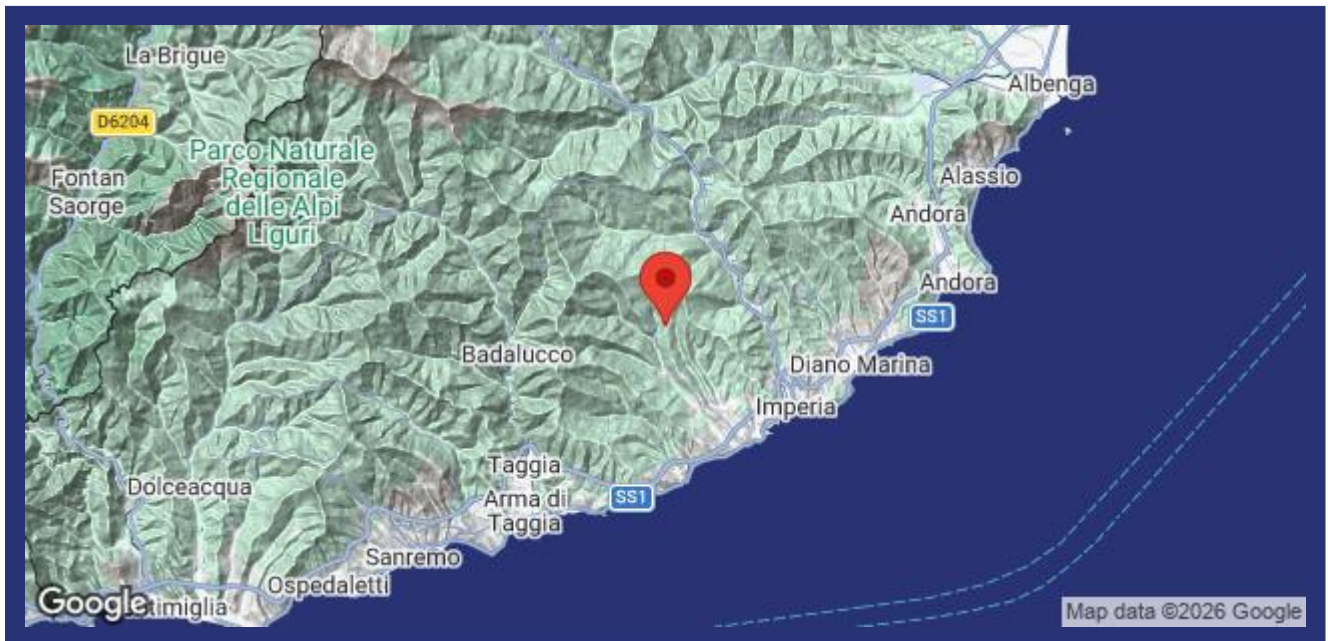 La Brigue
Albenga
D6204
Parco Naturale
Regionale
delle Alpi
Liguri
Fontan
Saorge
Alassio
Andora
Andora
SS1
Badalucco
Diano Marina
Imperia
Taggia
Dolceacqua
SS1
Arma di
Taggia
Sanremo
Ospedaletti
Google
timiglia
Map data ©2026 Google